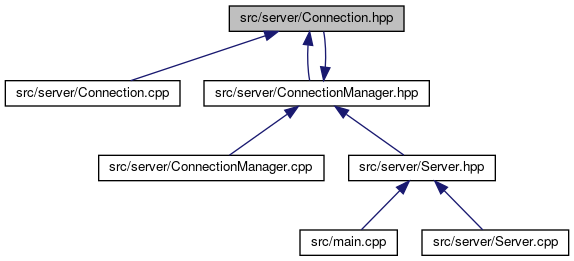 src/server/Connection.hpp
src/server/Connection.cpp
src/server/ConnectionManager.hpp
src/server/ConnectionManager.cpp
src/server/Server.hpp
src/main.cpp
src/server/Server.cpp